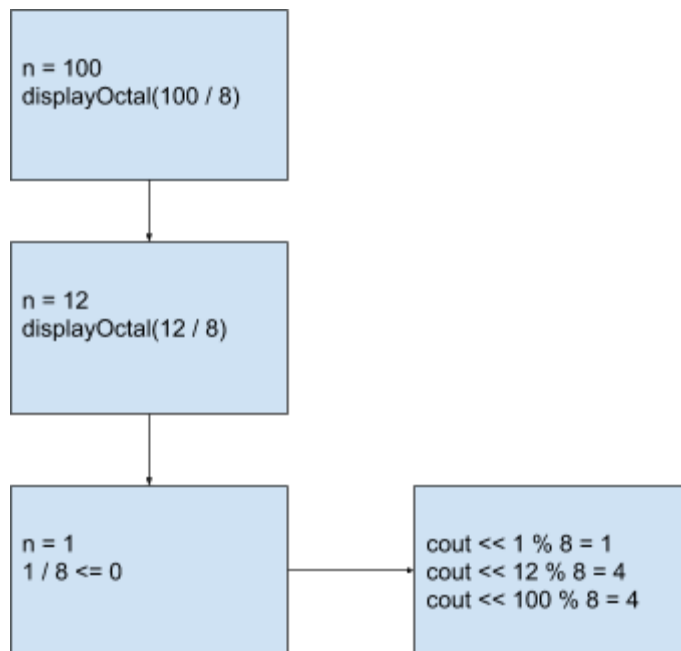 n = 100
displayOctal(100 / 8)
n = 12
displayOctal(12 / 8)
n = 1
1 / 8 <= 0
cout << 1 % 8 = 1
cout << 12 % 8 = 4
cout << 100 % 8 = 4